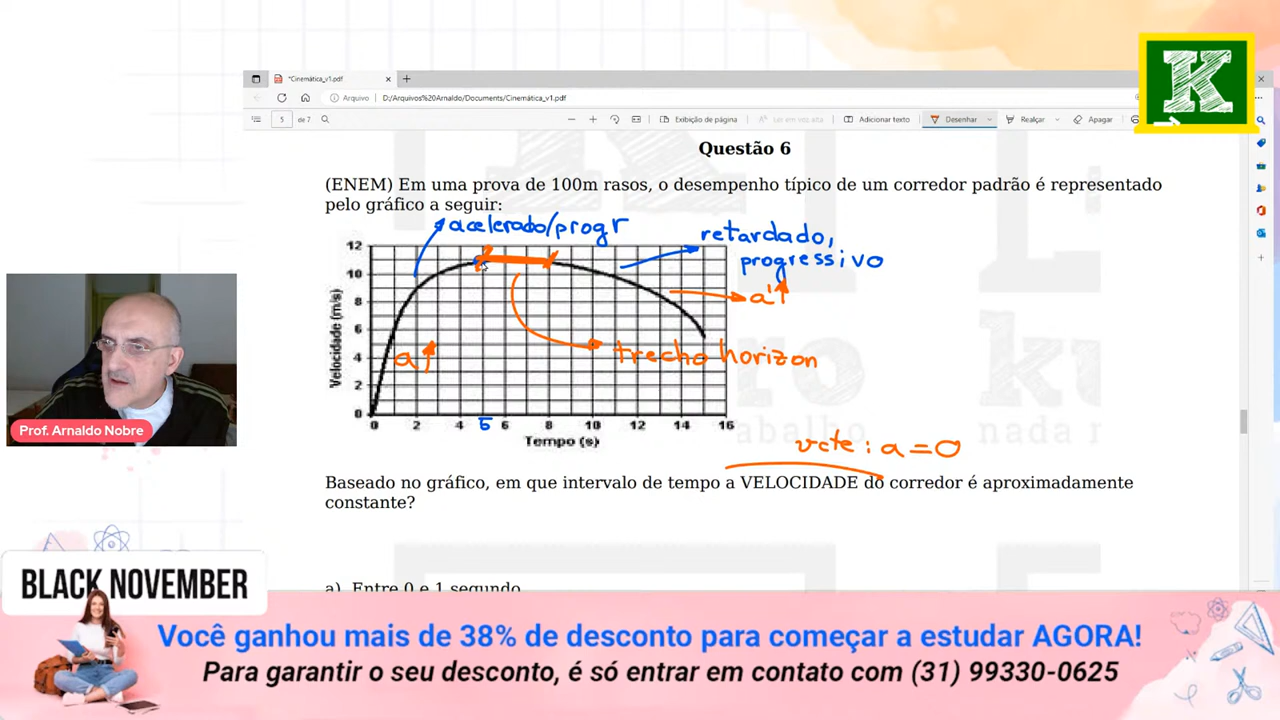 K
*Cinemática_v1.pdf
Arquivo D:/Arquivos%20Arnaldo/Documents/Cinemática_v1.pdf
5 de 7 Exibição de página Ler em voz alta Adicionar texto Desenhar Realçar Apagar
Questão 6
(ENEM) Em uma prova de 100m rasos, o desempenho típico de um corredor padrão é representado
pelo gráfico a seguir:
acelerado/progr
retardado,
progressivo
a
a'
trecho horizon
Velocidade (m/s)
12
10
8
6
4
2
0
0 2 4 5 6 8 10 12 14 16
Tempo (s)
vcte: a=0
Baseado no gráfico, em que intervalo de tempo a VELOCIDADE do corredor é aproximadamente
constante?
a) Entre 0 e 1 segundo.
Prof. Arnaldo Nobre
BLACK NOVEMBER
Você ganhou mais de 38% de desconto para começar a estudar AGORA!
Para garantir o seu desconto, é só entrar em contato com (31) 99330-0625